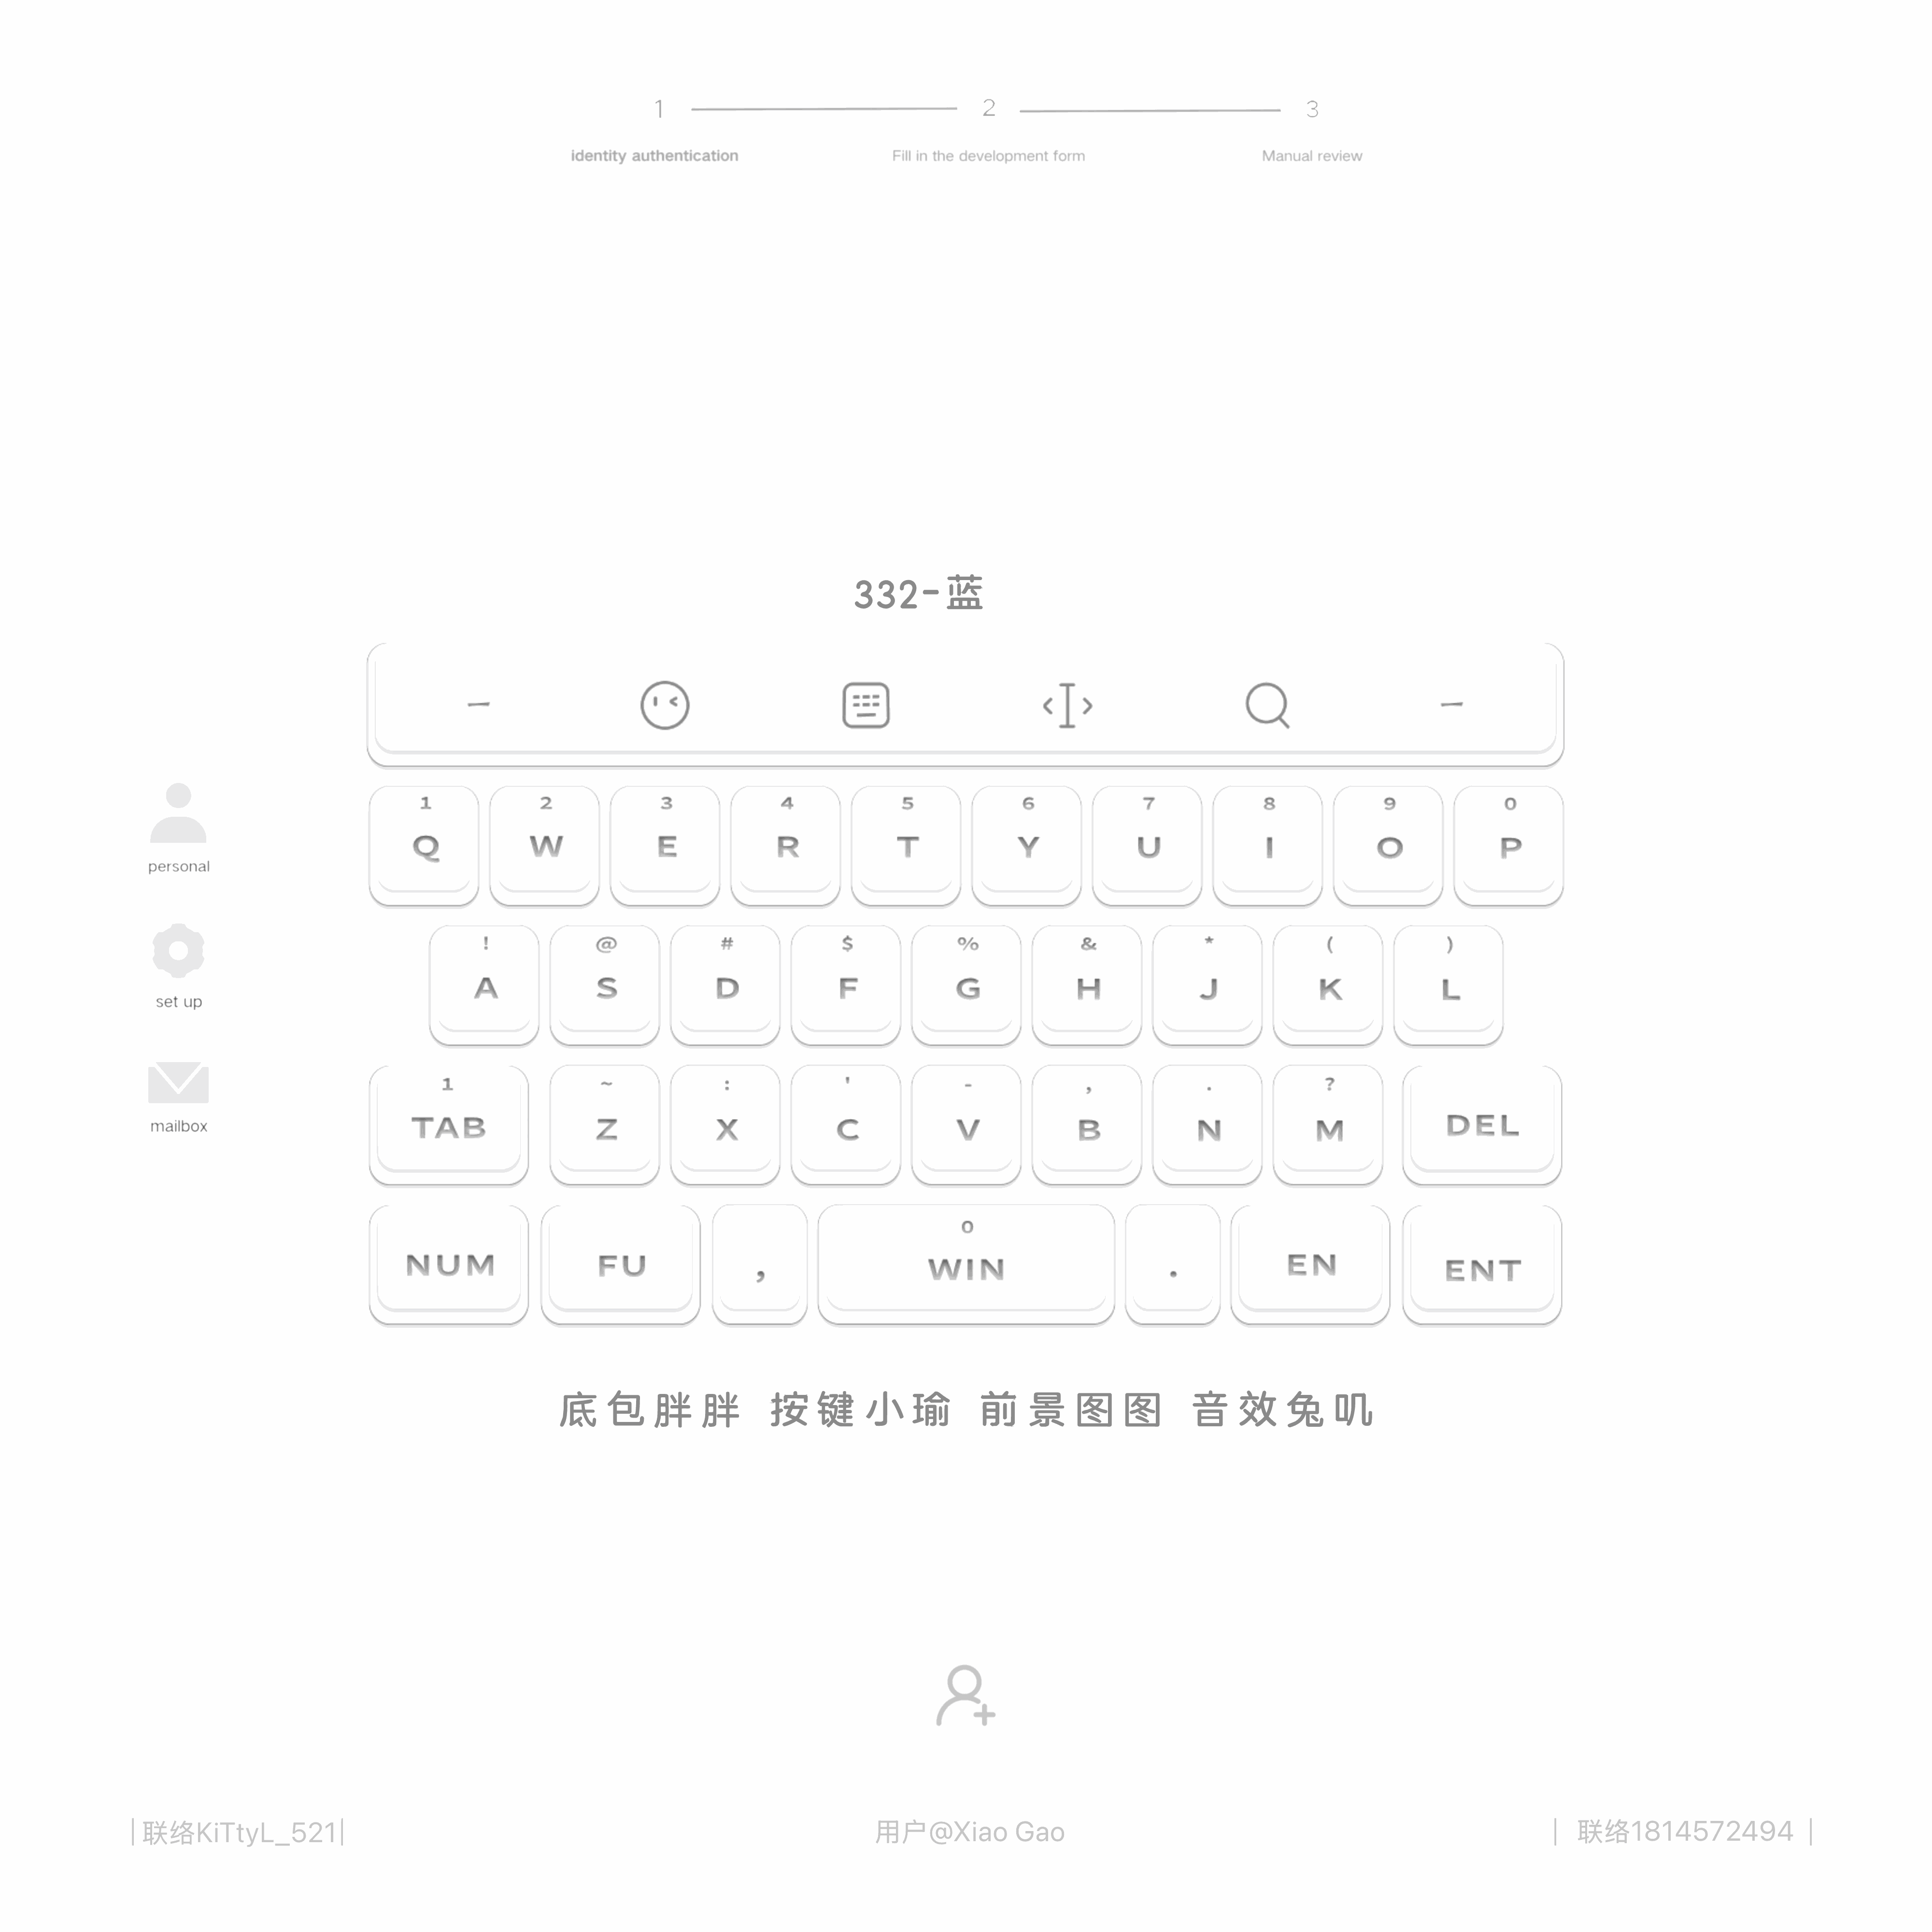 1 2 3
identity authentication Fill in the development form Manual review
332-蓝
1 2 3 4 5 6 7 8 9 0
Q W E R T Y U I O P
personal
! @ # $ % & * ( )
A S D F G H J K L
set up
1 ~ : ' - , . ?
TAB Z X C V B N M DEL
mailbox
0
NUM FU , WIN . EN ENT
底包胖胖 按键小瑜 前景图图 音效兔叽
|联络KiTtyL_521| 用户@Xiao Gao | 联络1814572494 |